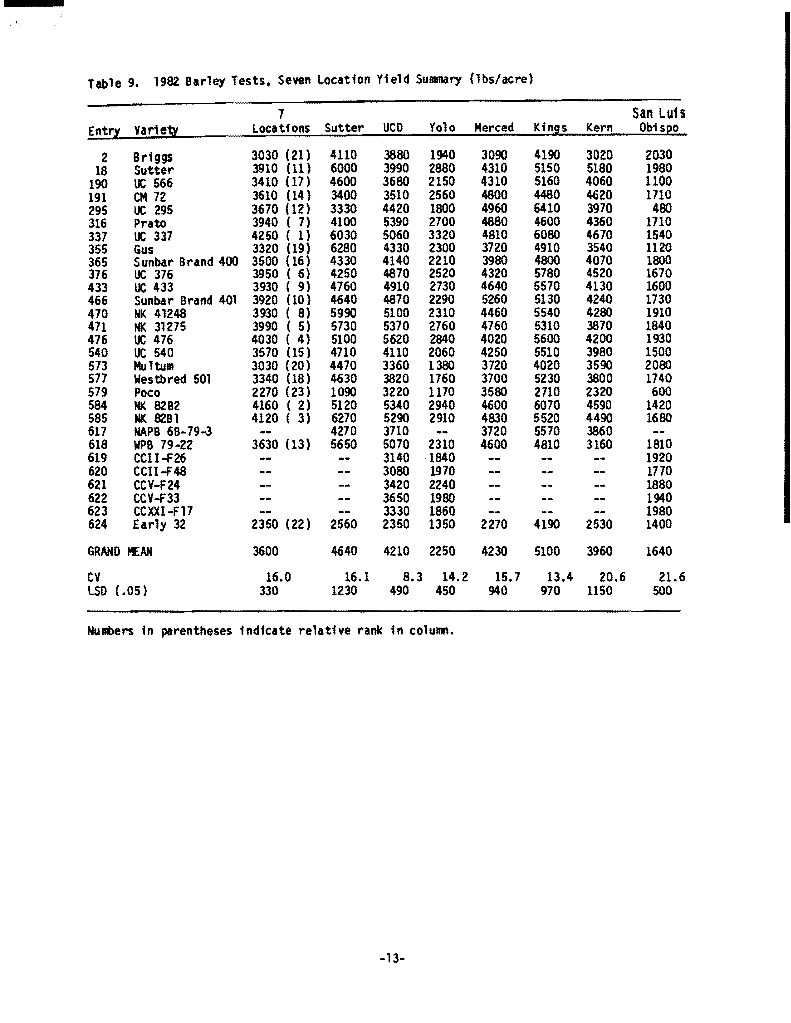 Table 9. 1982 Barley Tests, Seven Location Yield Summary (lbs/acre)
7 San Luis
Entry Variety Locations Sutter UCD Yolo Merced Kings Kern Obispo
2 Briggs 3030 (21) 4110 3880 1940 3090 4190 3020 2030
18 Sutter 3910 (11) 6000 3990 2880 4310 5150 5180 1980
190 UC 566 3410 (17) 4600 3680 2150 4310 5160 4060 1100
191 CM 72 3610 (14) 3400 3510 2560 4800 4480 4620 1710
295 UC 295 3670 (12) 3330 4420 1800 4960 6410 3970 480
316 Prato 3940 ( 7) 4100 5390 2700 4880 4600 4360 1710
337 UC 337 4250 ( 1) 6030 5060 3320 4810 6080 4670 1540
355 Gus 3320 (19) 6280 4330 2300 3720 4910 3540 1120
365 Sunbar Brand 400 3500 (16) 4330 4140 2210 3980 4800 4070 1800
376 UC 376 3950 ( 6) 4250 4870 2520 4320 5780 4520 1670
433 UC 433 3930 ( 9) 4760 4910 2730 4640 5570 4130 1600
466 Sunbar Brand 401 3920 (10) 4640 4870 2290 5260 5130 4240 1730
470 NK 41248 3930 ( 8) 5990 5100 2310 4460 5540 4280 1910
471 NK 31275 3990 ( 5) 5730 5370 2760 4760 5310 3870 1840
476 UC 476 4030 ( 4) 5100 5620 2840 4020 5600 4200 1930
540 UC 540 3570 (15) 4710 4110 2060 4250 5510 3980 1500
573 Multum 3030 (20) 4470 3360 1380 3720 4020 3590 2080
577 Westbred 501 3340 (18) 4630 3820 1760 3700 5230 3800 1740
579 Poco 2270 (23) 1090 3220 1170 3580 2710 2320 600
584 NK 82B2 4160 ( 2) 5120 5340 2940 4600 6070 4590 1420
585 NK 82B1 4120 ( 3) 6270 5290 2910 4830 5520 4490 1680
617 NAPB 68-79-3 -- 4270 3710 -- 3720 5570 3860 --
618 WPB 79-22 3630 (13) 5650 5070 2310 4600 4810 3160 1810
619 CCII-F26 -- -- 3140 1840 -- -- -- 1920
620 CCII-F48 -- -- 3080 1970 -- -- -- 1770
621 CCV-F24 -- -- 3420 2240 -- -- -- 1880
622 CCV-F33 -- -- 3650 1980 -- -- -- 1940
623 CCXXI-F17 -- -- 3330 1860 -- -- -- 1980
624 Early 32 2350 (22) 2560 2350 1350 2270 4190 2530 1400
GRAND MEAN 3600 4640 4210 2250 4230 5100 3960 1640
CV 16.0 16.1 8.3 14.2 15.7 13.4 20.6 21.6
LSD (.05) 330 1230 490 450 940 970 1150 500
Numbers in parentheses indicate relative rank in column.
-13-